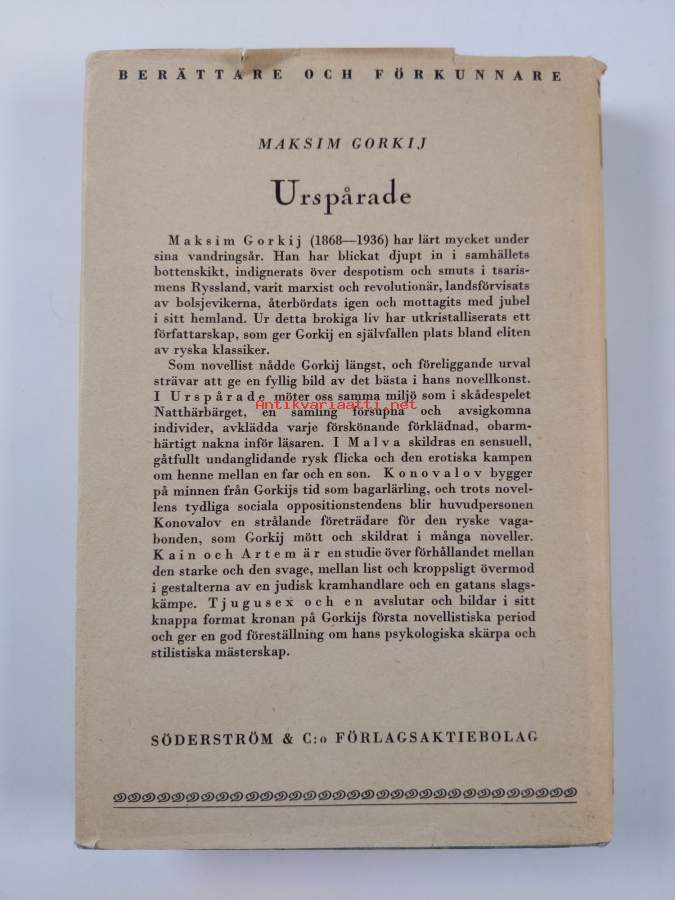 BERÄTTARE OCH FÖRKUNNARE
MAKSIM GORKIJ
Urspårade
Maksim Gorkij (1868—1936) har lärt mycket under
sina vandringsår. Han har blickat djupt in i samhällets
bottenskikt, indignerats över despotism och smuts i tsaris-
mens Ryssland, varit marxist och revolutionär, landsförvisats
av bolsjevikerna, återbördats igen och mottagits med jubel
i sitt hemland. Ur detta brokiga liv har utkristalliserats ett
författarskap, som ger Gorkij en självfallen plats bland eliten
av ryska klassiker.
Som novellist nådde Gorkij längst, och föreliggande urval
strävar att ge en fyllig bild av det bästa i hans novellkonst.
I Urspårade möter oss samma miljö som i skådespelet
Antikvariaatti.net
Natthärbärget, en samling försupna och avsigkomna
individer, avklädda varje förskönande förklädnad, obarm-
härtigt nakna inför läsaren. I Malva skildras en sensuell,
gåtfullt undanglidande rysk flicka och den erotiska kampen
om henne mellan en far och en son. Konovalov bygger
på minnen från Gorkijs tid som bagarlärling, och trots novel-
lens tydliga sociala oppositionstendens blir huvudpersonen
Konovalov en strålande företrädare för den ryske vaga-
bonden, som Gorkij mött och skildrat i många noveller.
Kain och Artem är en studie över förhållandet mellan
den starke och den svage, mellan list och kroppsligt övermod
i gestalterna av en judisk kramhandlare och en gatans slags-
kämpe. Tjugusex och en avslutar och bildar i sitt
knappa format kronan på Gorkijs första novellistiska period
och ger en god föreställning om hans psykologiska skärpa och
stilistiska mästerskap.
SÖDERSTRÖM & C:o FÖRLAGSAKTIEBOLAG